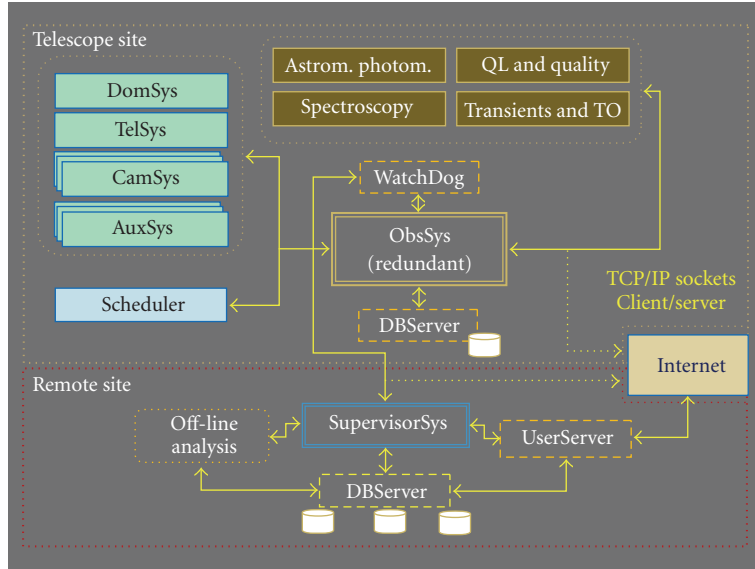 Telescope site
DomSys
TelSys
CamSys
AuxSys
Scheduler
Astrom. photom.
QL and quality
Spectroscopy
Transients and TO
WatchDog
ObsSys
(redundant)
DBServer
TCP/IP sockets
Client/server
Internet
Remote site
Off-line
analysis
SupervisorSys
UserServer
DBServer